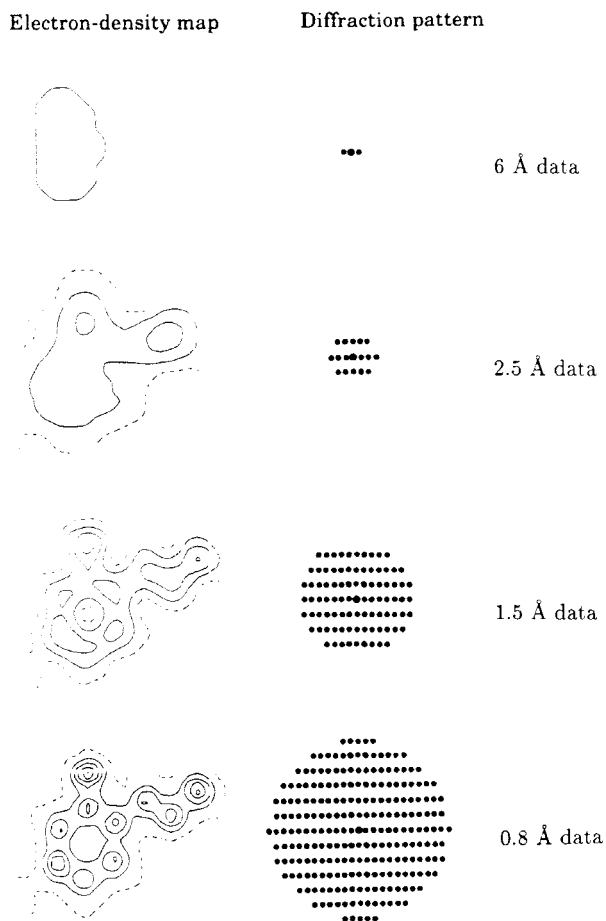 Electron-density map Diffraction pattern
6 Å data
2.5 Å data
1.5 Å data
0.8 Å data